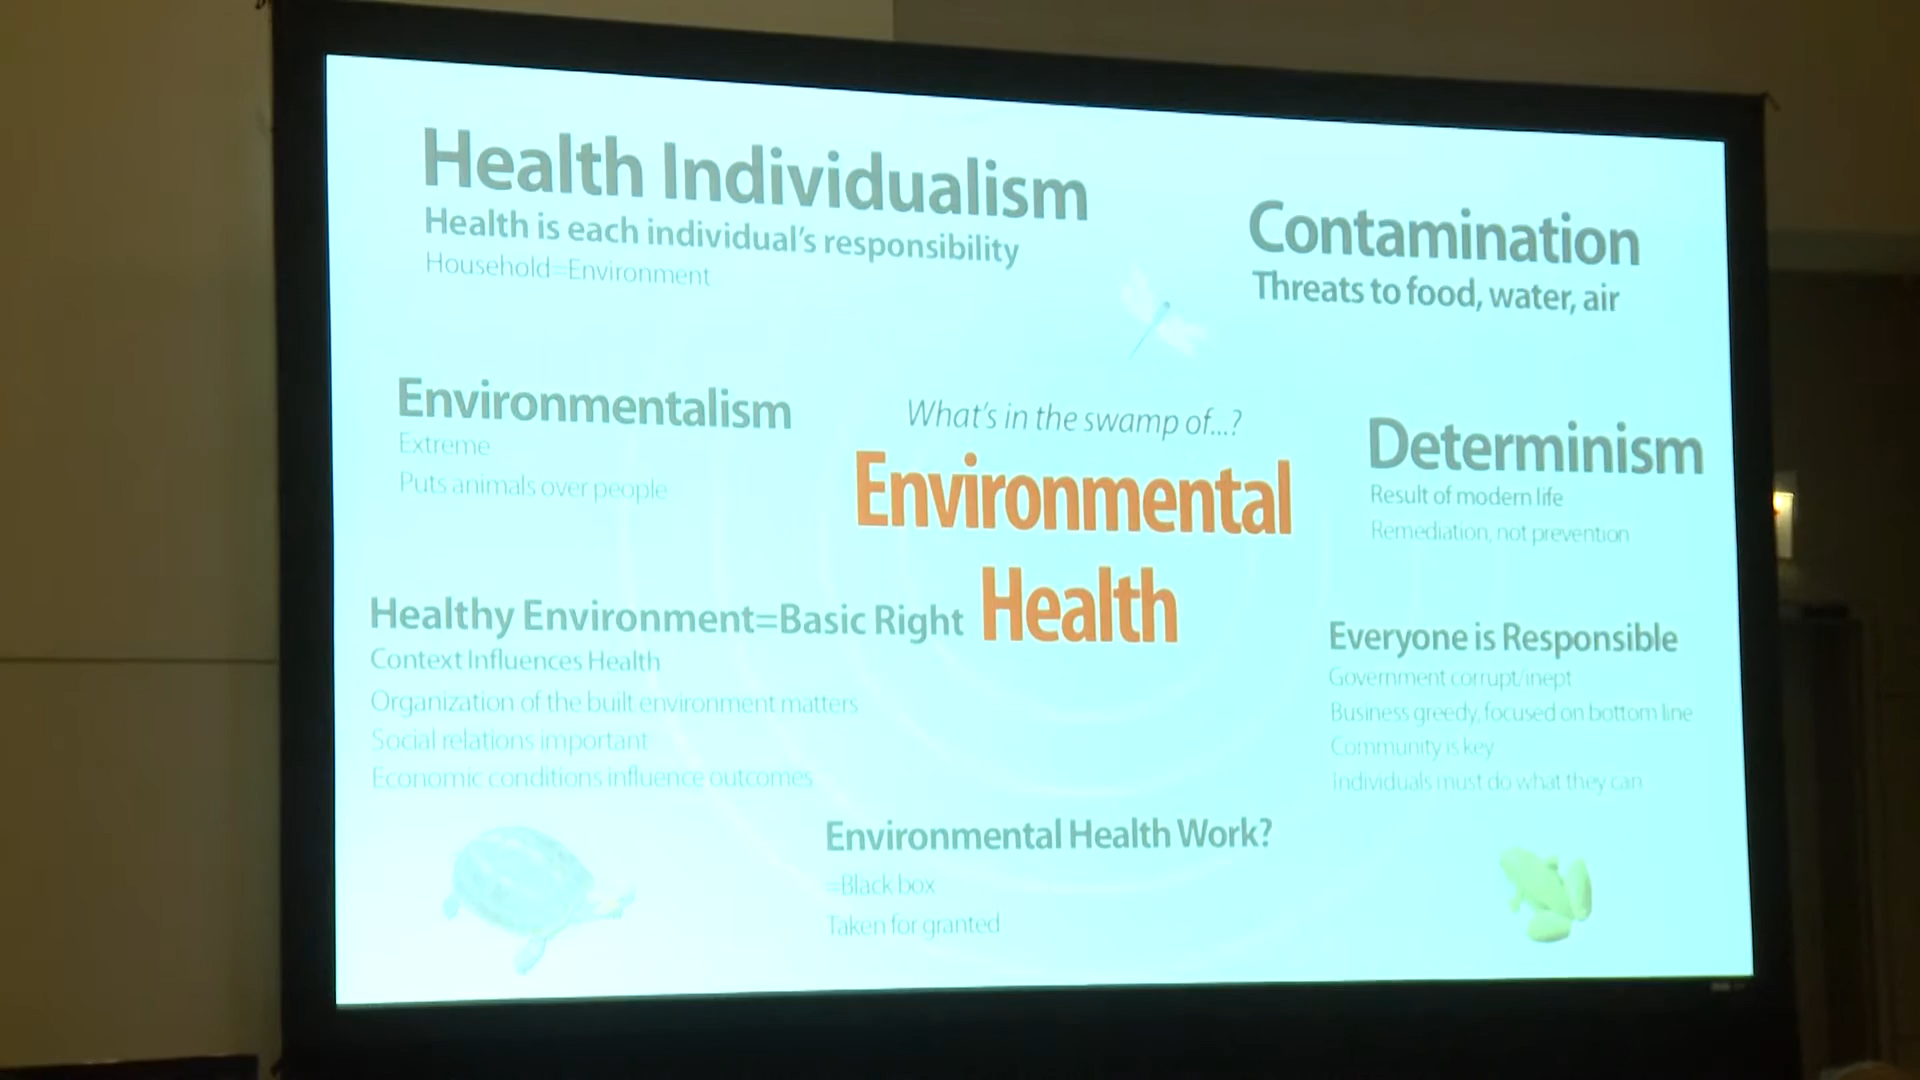 Health Individualism
Health is each individual's responsibility
Household=Environment
Contamination
Threats to food, water, air
Environmentalism
Extreme
Puts animals over people
What's in the swamp of...?
Environmental
Health
Determinism
Result of modern life
Remediation, not prevention
Healthy Environment=Basic Right
Context Influences Health
Organization of the built environment matters
Social relations important
Economic conditions influence outcomes
Everyone is Responsible
Government corrupt/inept
Business greedy, focused on bottom line
Community is key
Individuals must do what they can
Environmental Health Work?
=Black box
Taken for granted